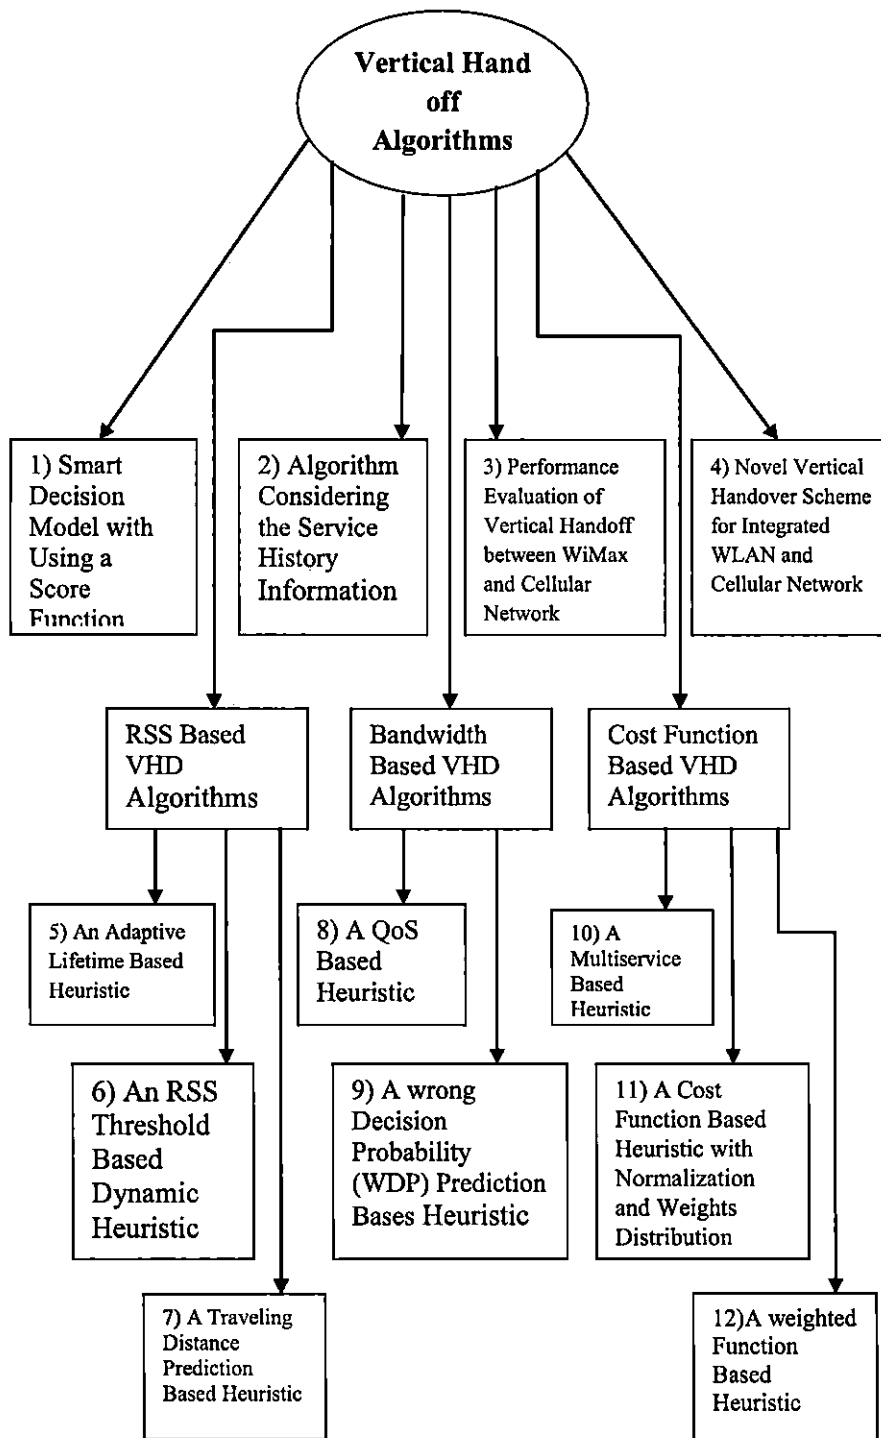 Vertical Hand
off
Algorithms
1) Smart
Decision
Model with
Using a
Score
Function
2) Algorithm
Considering
the Service
History
Information
3) Performance
Evaluation of
Vertical Handoff
between WiMax
and Cellular
Network
4) Novel Vertical
Handover Scheme
for Integrated
WLAN and
Cellular Network
RSS Based
VHD
Algorithms
Bandwidth
Based VHD
Algorithms
Cost Function
Based VHD
Algorithms
5) An Adaptive
Lifetime Based
Heuristic
8) A QoS
Based
Heuristic
10) A
Multiservice
Based
Heuristic
6) An RSS
Threshold
Based
Dynamic
Heuristic
9) A wrong
Decision
Probability
(WDP) Prediction
Bases Heuristic
11) A Cost
Function Based
Heuristic with
Normalization
and Weights
Distribution
7) A Traveling
Distance
Prediction
Based Heuristic
12)A weighted
Function
Based
Heuristic